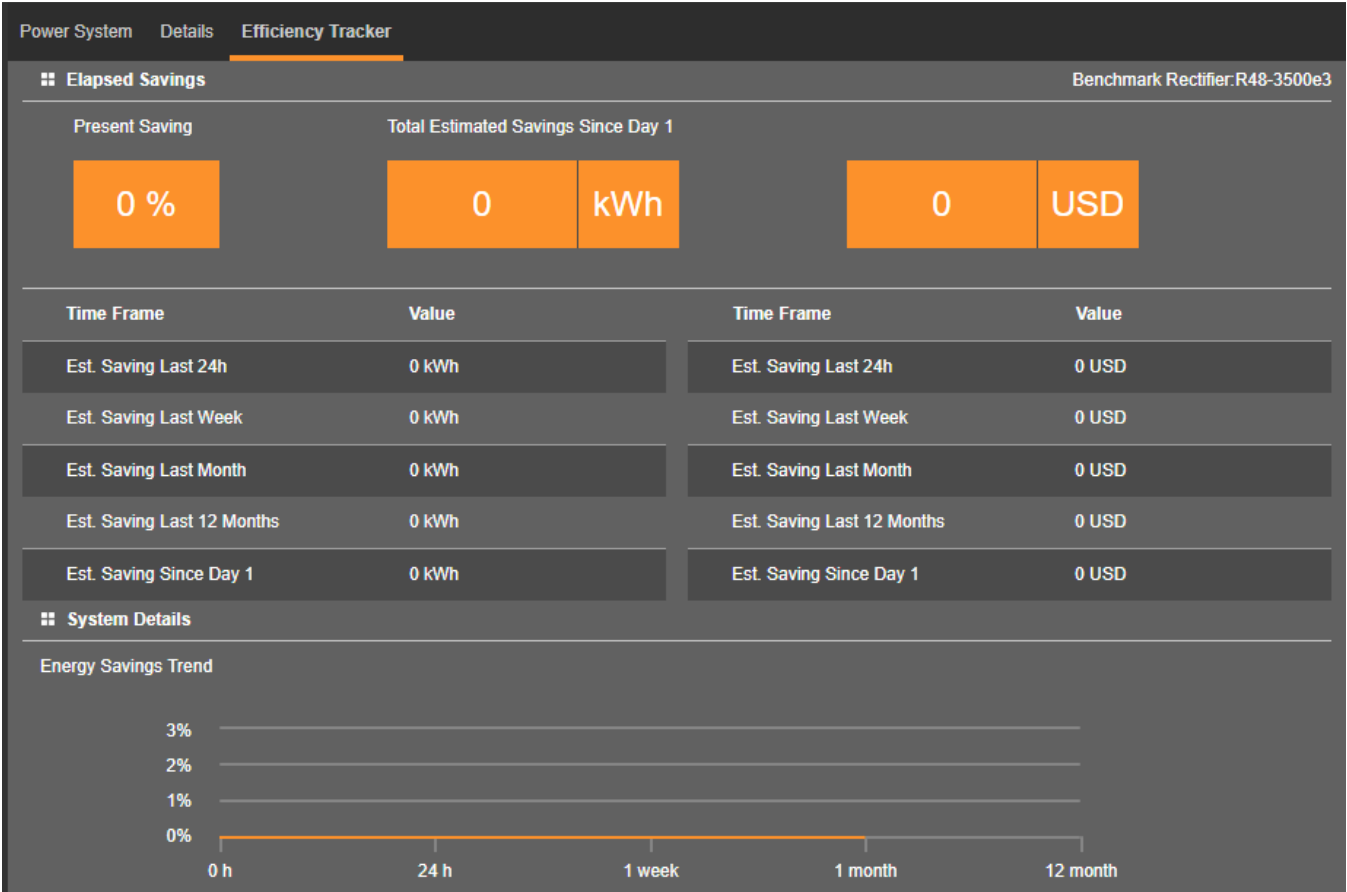 Power System Details Efficiency Tracker
Elapsed Savings Benchmark Rectifier:R48-3500e3
Present Saving Total Estimated Savings Since Day 1
0 % 0 kWh 0 USD
Time Frame Value Time Frame Value
Est. Saving Last 24h 0 kWh Est. Saving Last 24h 0 USD
Est. Saving Last Week 0 kWh Est. Saving Last Week 0 USD
Est. Saving Last Month 0 kWh Est. Saving Last Month 0 USD
Est. Saving Last 12 Months 0 kWh Est. Saving Last 12 Months 0 USD
Est. Saving Since Day 1 0 kWh Est. Saving Since Day 1 0 USD
System Details
Energy Savings Trend
3%
2%
1%
0%
0 h 24 h 1 week 1 month 12 month